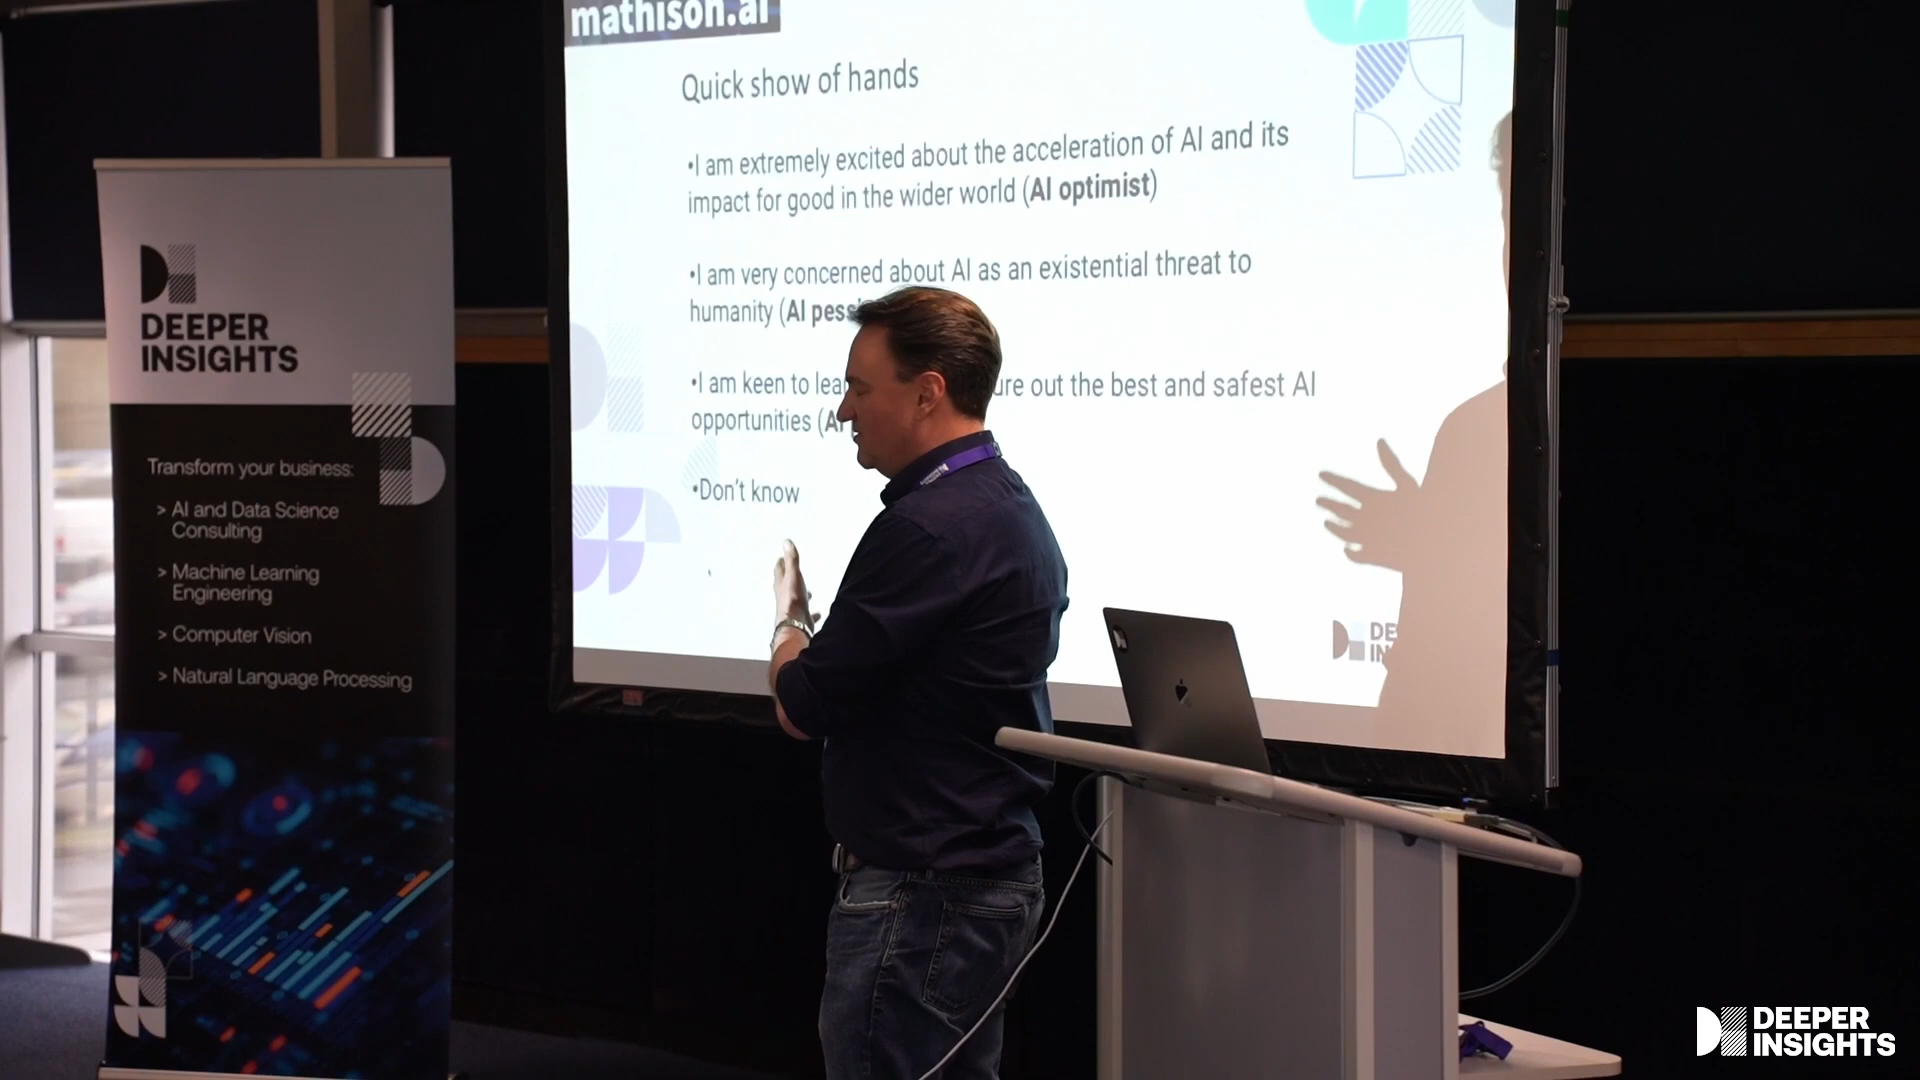 mathison.ai
Quick show of hands
•I am extremely excited about the acceleration of AI and its
impact for good in the wider world (AI optimist)
•I am very concerned about AI as an existential threat to
humanity (AI pess
•I am keen to lea ure out the best and safest AI
opportunities (AI
•Don't know
DE
IN
DEEPER
INSIGHTS
Transform your business:
> AI and Data Science
Consulting
> Machine Learning
Engineering
> Computer Vision
> Natural Language Processing
DEEPER
INSIGHTS